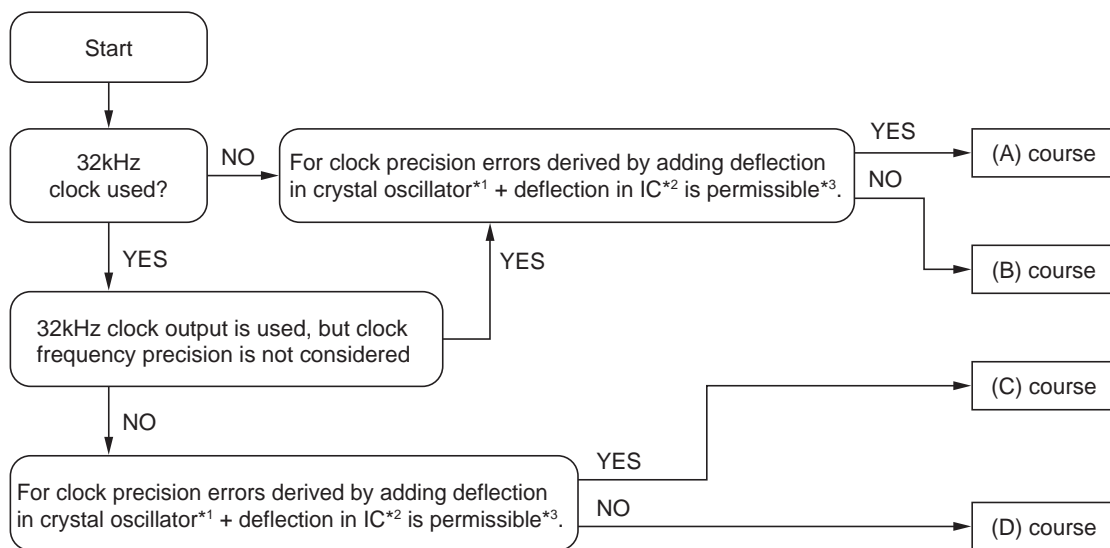 Start
32kHz
clock used?
NO
For clock precision errors derived by adding deflection
in crystal oscillator*1 + deflection in IC*2 is permissible*3.
YES
(A) course
NO
(B) course
YES
YES
32kHz clock output is used, but clock
frequency precision is not considered
NO
For clock precision errors derived by adding deflection
in crystal oscillator*1 + deflection in IC*2 is permissible*3.
YES
(C) course
NO
(D) course